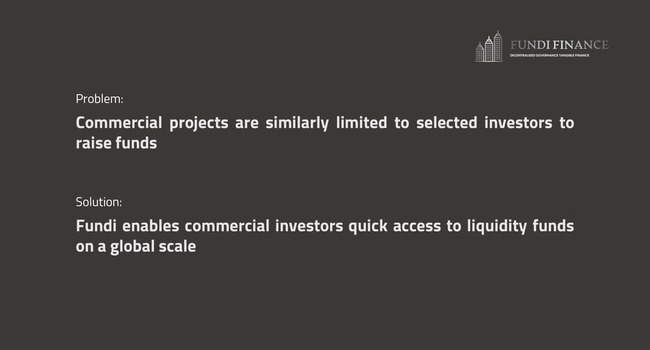 FUNDI FINANCE
DECENTRALISED GOVERNANCE TANGIBLE FINANCE
Problem:
Commercial projects are similarly limited to selected investors to
raise funds
Solution:
Fundi enables commercial investors quick access to liquidity funds
on a global scale